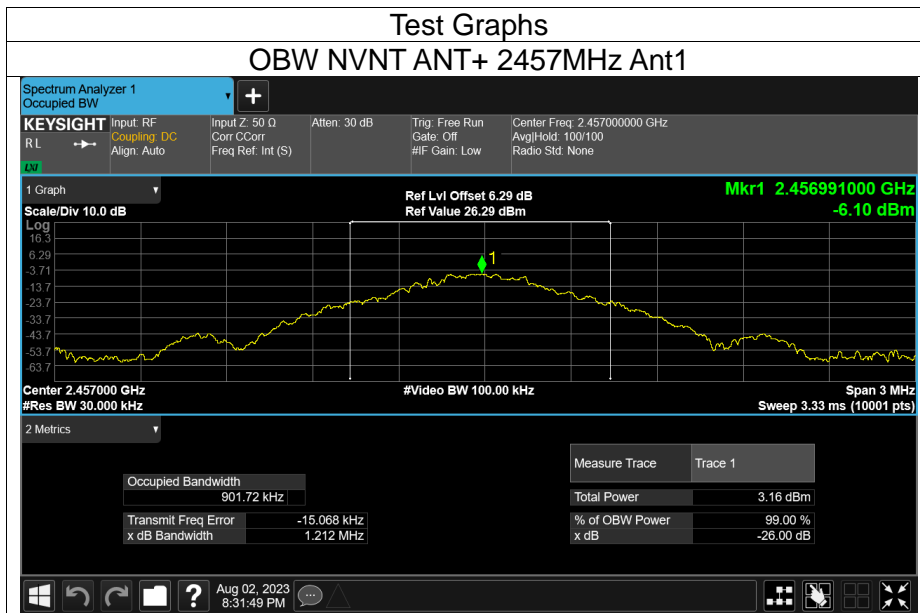 Test Graphs
OBW NVNT ANT+ 2457MHz Ant1
Spectrum Analyzer 1
Occupied BW
+
KEYSIGHT Input: RF Input Z: 50 Ω Atten: 30 dB Trig: Free Run Center Freq: 2.457000000 GHz
RL Coupling: DC Corr CCorr Gate: Off Avg|Hold: 100/100
Align: Auto Freq Ref: Int (S) #IF Gain: Low Radio Std: None
LXI
1 Graph Ref Lvl Offset 6.29 dB Mkr1 2.456991000 GHz
Scale/Div 10.0 dB Ref Value 26.29 dBm -6.10 dBm
Log
16.3
6.29
1
-3.71
-13.7
-23.7
-33.7
-43.7
-53.7
-63.7
Center 2.457000 GHz #Video BW 100.00 kHz Span 3 MHz
#Res BW 30.000 kHz Sweep 3.33 ms (10001 pts)
2 Metrics
Measure Trace Trace 1
Occupied Bandwidth
901.72 kHz Total Power 3.16 dBm
Transmit Freq Error -15.068 kHz % of OBW Power 99.00 %
x dB Bandwidth 1.212 MHz x dB -26.00 dB
? Aug 02, 2023
8:31:49 PM